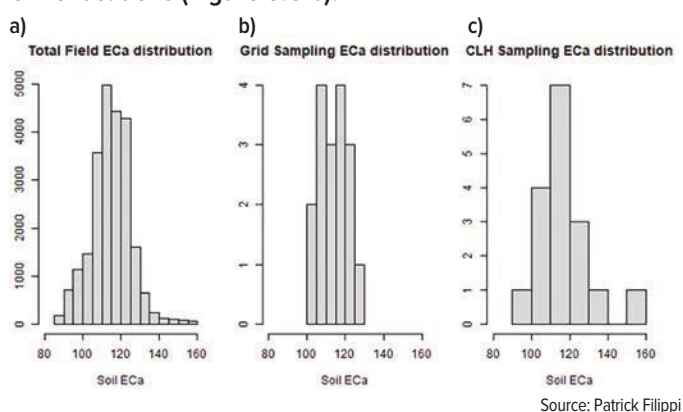 a)
b)
c)
Total Field ECa distribution
Grid Sampling ECa distribution
CLH Sampling ECa distribution
5000
4000
3000
2000
1000
0
80 100 120 140 160
Soil ECa
4
3
2
1
0
80 100 120 140 160
Soil ECa
7
6
5
4
3
2
1
0
80 100 120 140 160
Soil ECa
Source: Patrick Filippi